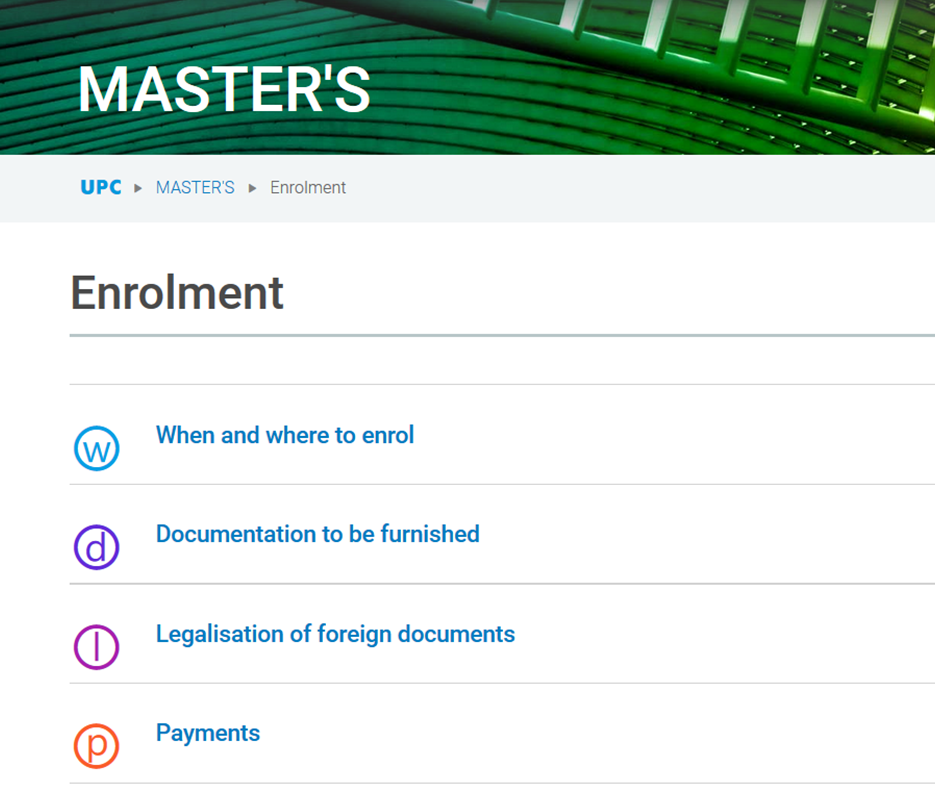 MASTER'S
UPC MASTER'S Enrolment
Enrolment
w When and where to enrol
d Documentation to be furnished
l Legalisation of foreign documents
p Payments